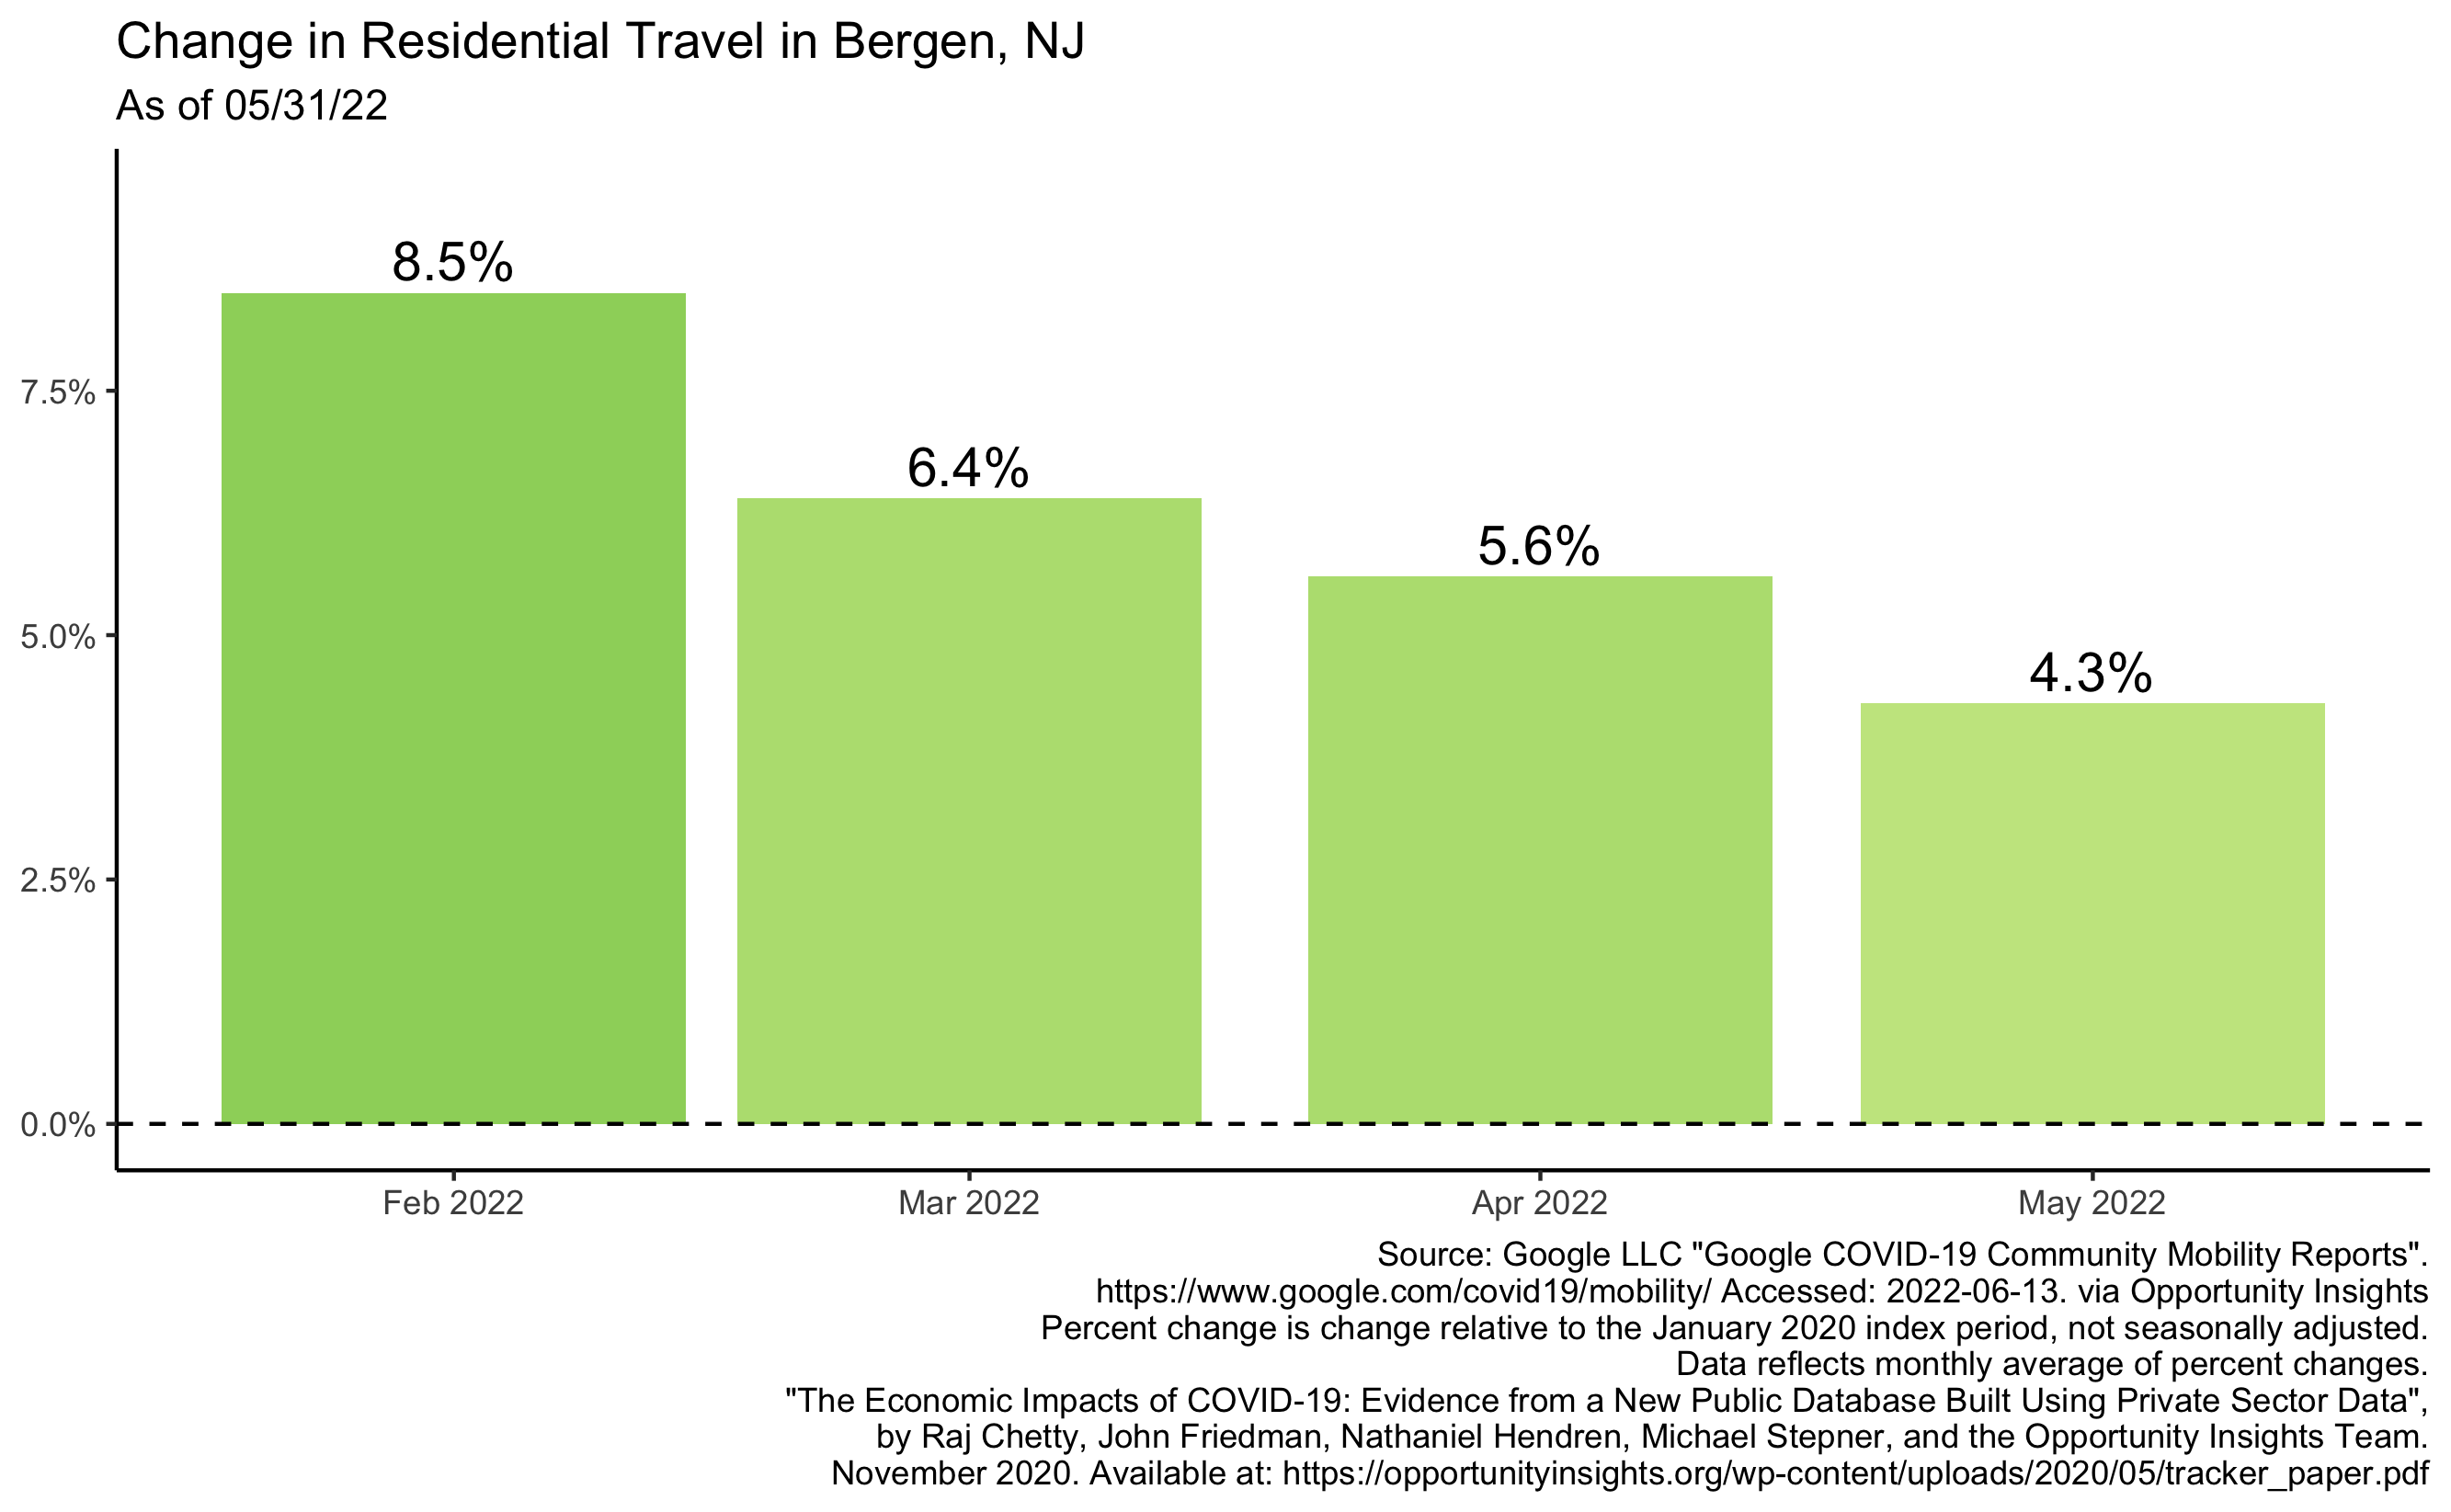 Change in Residential Travel in Bergen, NJ
As of 05/31/22
8.5%
6.4%
5.6%
4.3%
7.5%
5.0%
2.5%
0.0%
Feb 2022
Mar 2022
Apr 2022
May 2022
Source: Google LLC "Google COVID-19 Community Mobility Reports".
https://www.google.com/covid19/mobility/ Accessed: 2022-06-13. via Opportunity Insights
Percent change is change relative to the January 2020 index period, not seasonally adjusted.
Data reflects monthly average of percent changes.
"The Economic Impacts of COVID-19: Evidence from a New Public Database Built Using Private Sector Data",
by Raj Chetty, John Friedman, Nathaniel Hendren, Michael Stepner, and the Opportunity Insights Team.
November 2020. Available at: https://opportunityinsights.org/wp-content/uploads/2020/05/tracker_paper.pdf